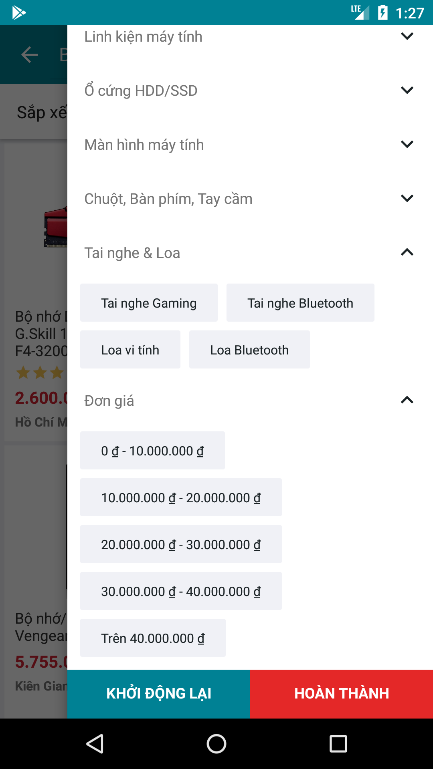 LTE 1:27
Linh kiện máy tính
B
Ổ cứng HDD/SSD
Sắp xế
Màn hình máy tính
Chuột, Bàn phím, Tay cầm
Tai nghe & Loa
Tai nghe Gaming
Tai nghe Bluetooth
Bộ nhớ
G.Skill 1
F4-3200
Loa vi tính
Loa Bluetooth
2.600.0
Hồ Chí M
Đơn giá
0 ₫ - 10.000.000 ₫
10.000.000 ₫ - 20.000.000 ₫
20.000.000 ₫ - 30.000.000 ₫
30.000.000 ₫ - 40.000.000 ₫
Bộ nhớ/
Vengear
Trên 40.000.000 ₫
5.755.0
Kiên Gian
KHỞI ĐỘNG LẠI
HOÀN THÀNH